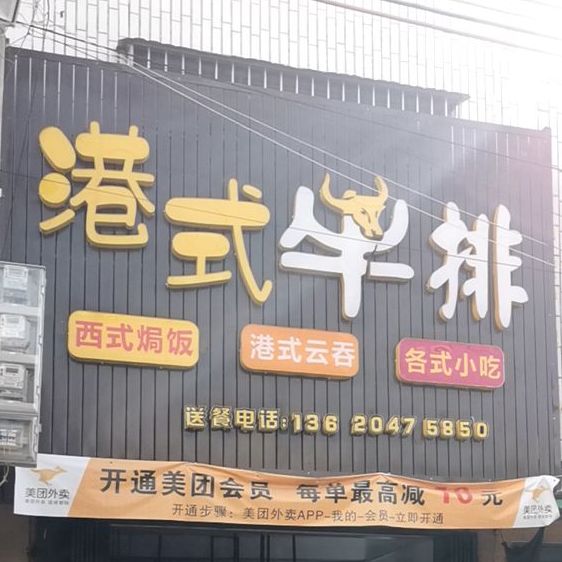 港式牛排
西式焗饭
港式云吞
各式小吃
送餐电话:136 2047 5850
美团外卖
开通美团会员 每单最高减10元
开通步骤：美团外卖APP-我的-会员-立即开通
美团外卖